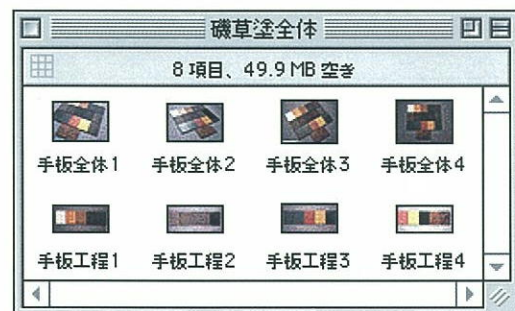 磯草塗全体
8 項目、49.9 MB 空き
手板全体1 手板全体2 手板全体3 手板全体4
手板工程1 手板工程2 手板工程3 手板工程4